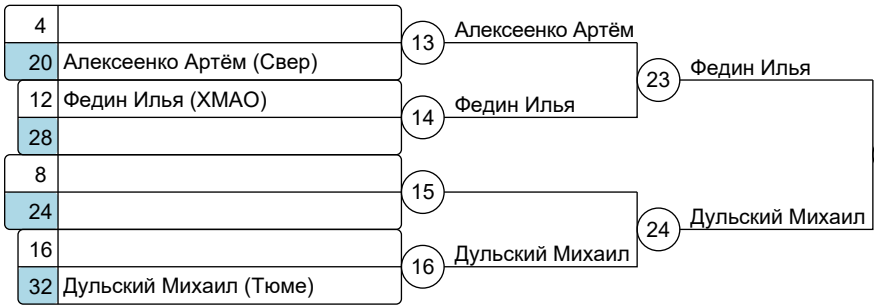 4
20 Алексеенко Артём (Свер)
12 Федин Илья (ХМАО)
28
8
24
16
32 Дульский Михаил (Тюме)
13
Алексеенко Артём
14
Федин Илья
15
16
Дульский Михаил
23
Федин Илья
24
Дульский Михаил